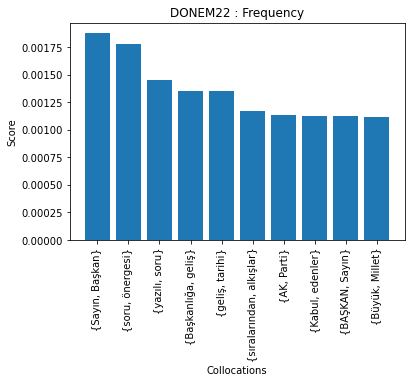 DONEM22 : Frequency
Score
0.00175
0.00150
0.00125
0.00100
0.00075
0.00050
0.00025
0.00000
{Sayın, Başkan}
{soru, önergesi}
{yazılı, soru}
{Başkanlığa, geliş}
{geliş, tarihi}
{sıralarından, alkışlar}
{AK, Parti}
{Kabul, edenler}
{BAŞKAN, Sayın}
{Büyük, Millet}
Collocations